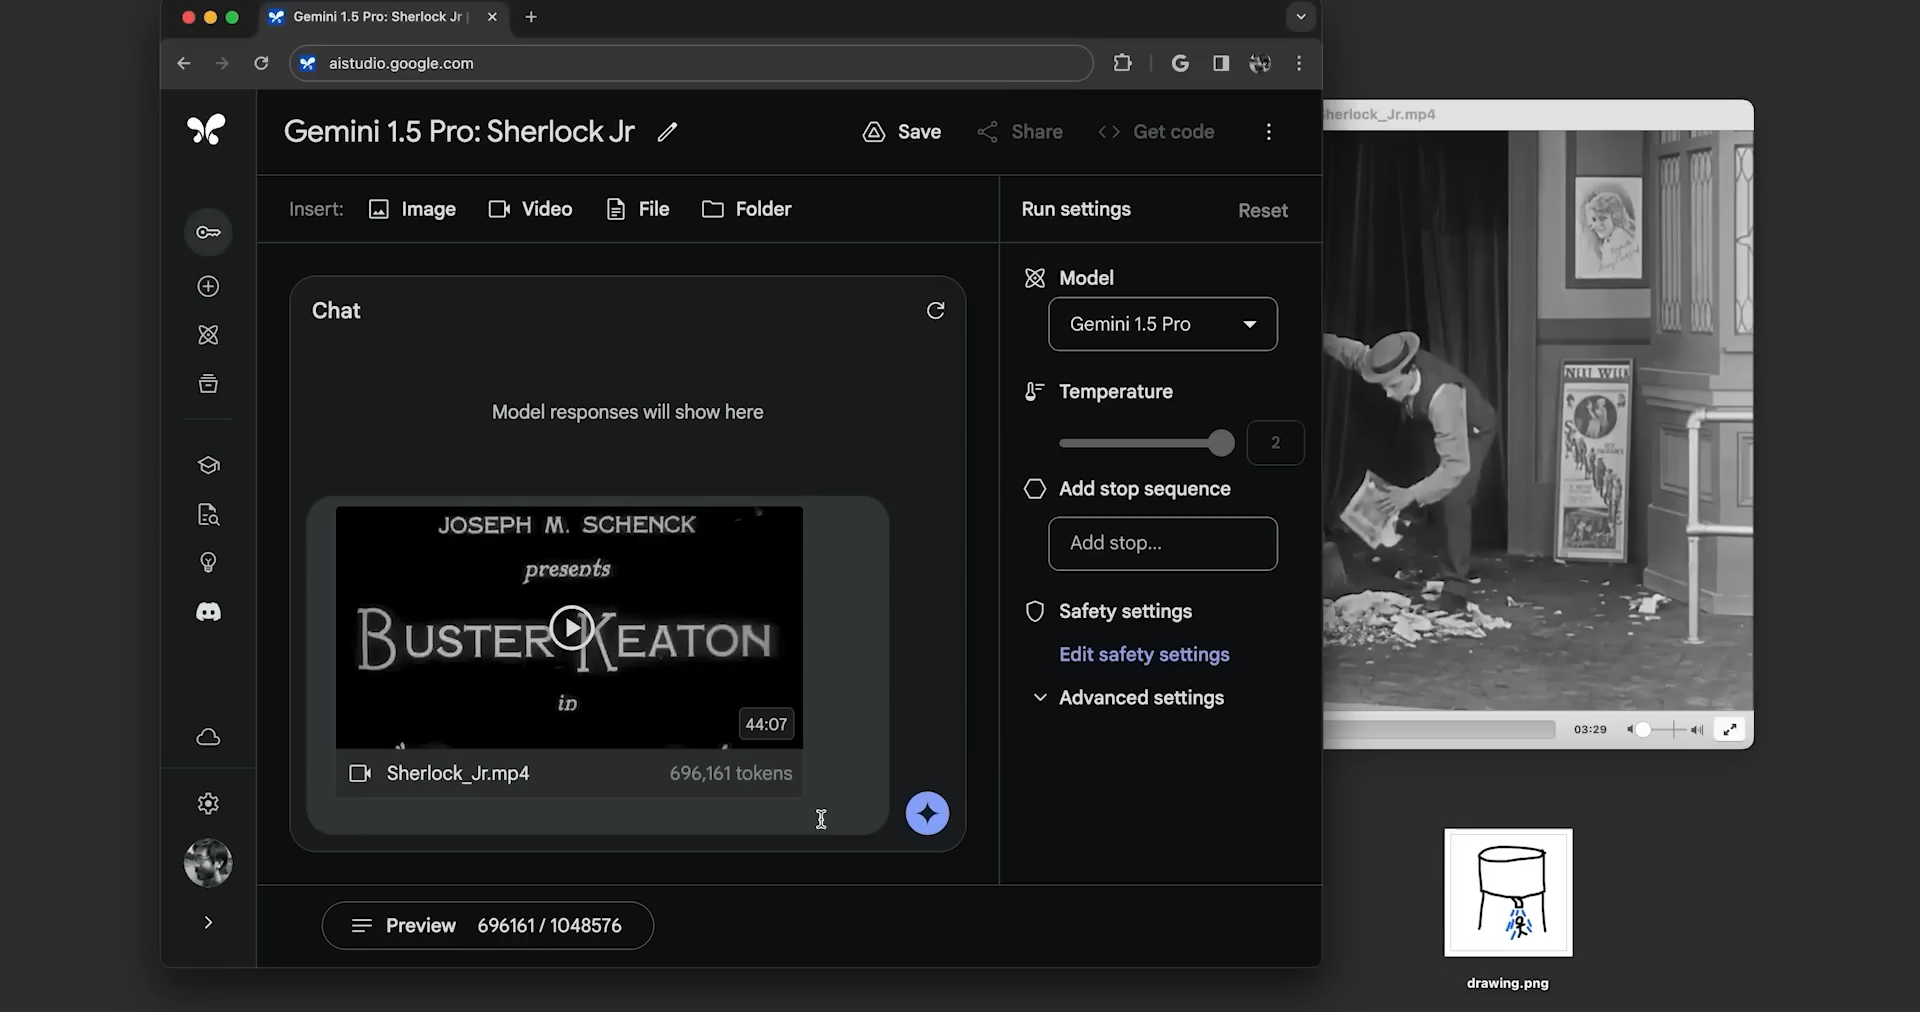 Gemini 1.5 Pro: Sherlock Jr
aistudio.google.com
Gemini 1.5 Pro: Sherlock Jr
Save
Share
Get code
Insert:
Image
Video
File
Folder
Run settings
Reset
Chat
Model responses will show here
JOSEPH M. SCHENCK
presents
BUSTER KEATON
in
44:07
Sherlock_Jr.mp4
696,161 tokens
Preview 696161 / 1048576
Model
Gemini 1.5 Pro
Temperature
2
Add stop sequence
Add stop...
Safety settings
Edit safety settings
Advanced settings
herlock_Jr.mp4
NEXT WEEK
03:29
drawing.png